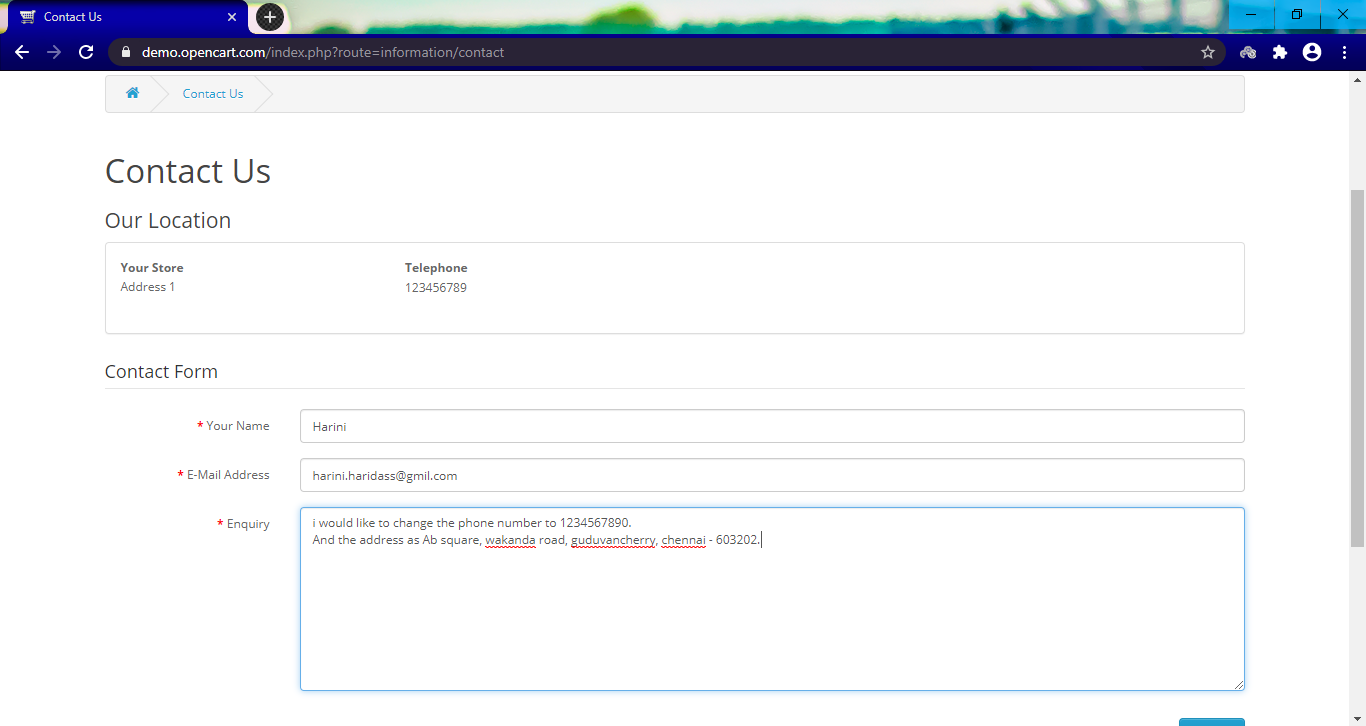 Contact Us
demo.opencart.com/index.php?route=information/contact
Contact Us
Contact Us
Our Location
Your Store Telephone
Address 1 123456789
Contact Form
* Your Name Harini
* E-Mail Address harini.haridass@gmil.com
* Enquiry i would like to change the phone number to 1234567890.
And the address as Ab square, wakanda road, guduvancherry, chennai - 603202.